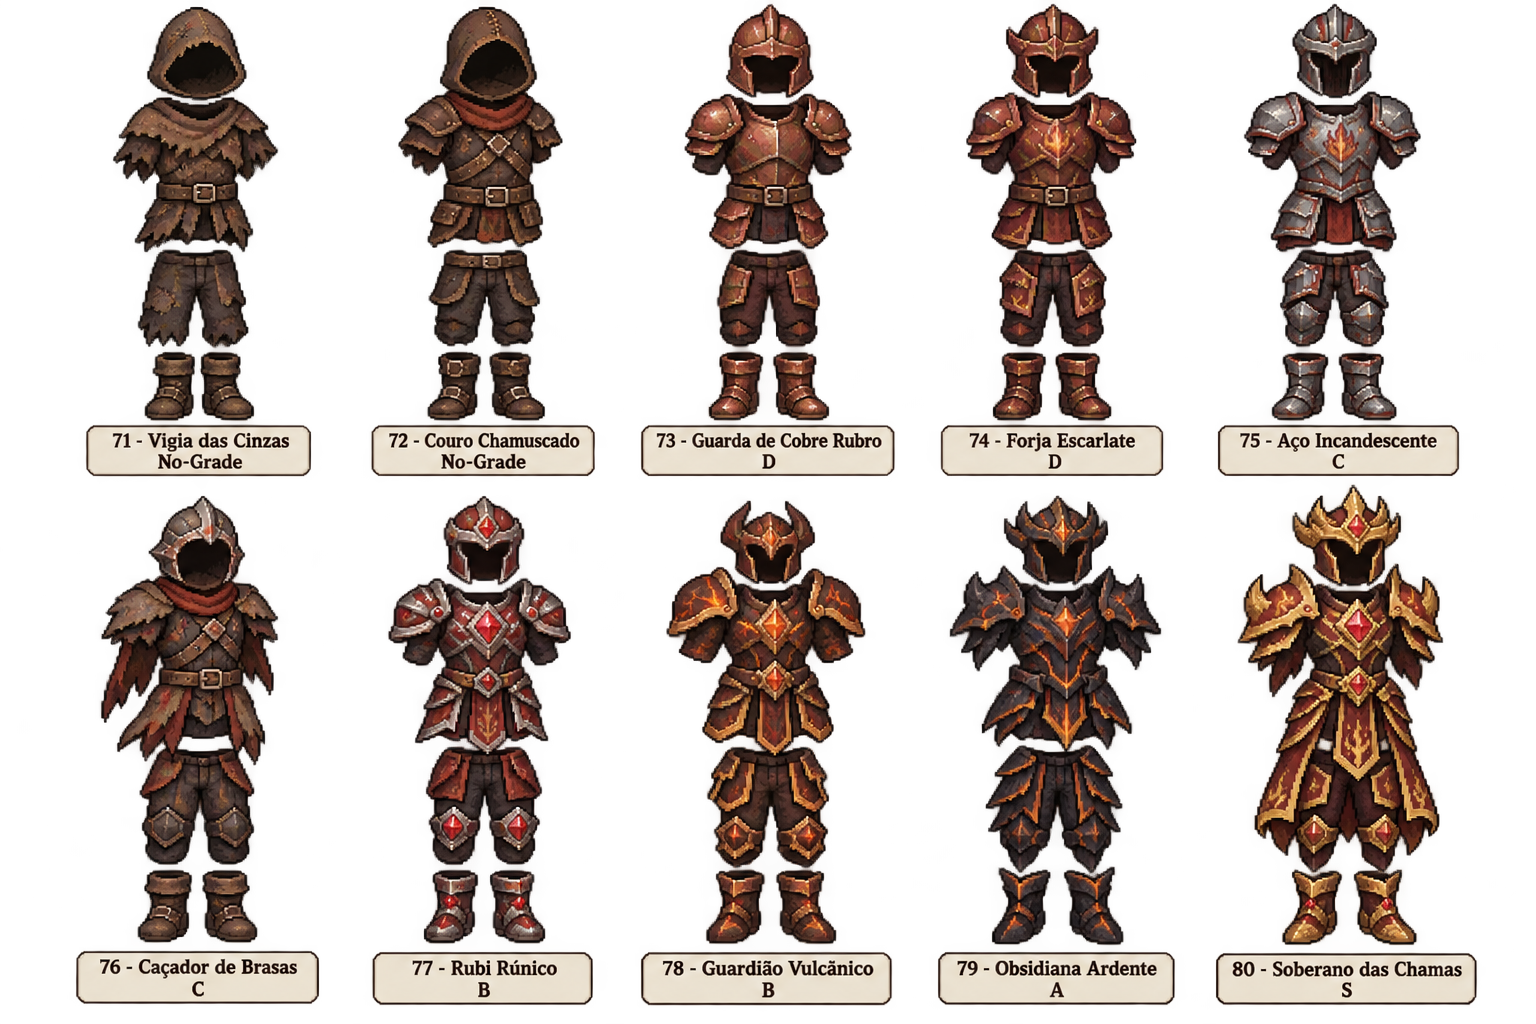 71 - Vigia das Cinzas
No-Grade
72 - Couro Chamuscado
No-Grade
73 - Guarda de Cobre Rubro
D
74 - Forja Escarlate
D
75 - Aço Incandescente
C
76 - Caçador de Brasas
C
77 - Rubi Rúnico
B
78 - Guardião Vulcãnico
B
79 - Obsidiana Ardente
A
80 - Soberano das Chamas
S